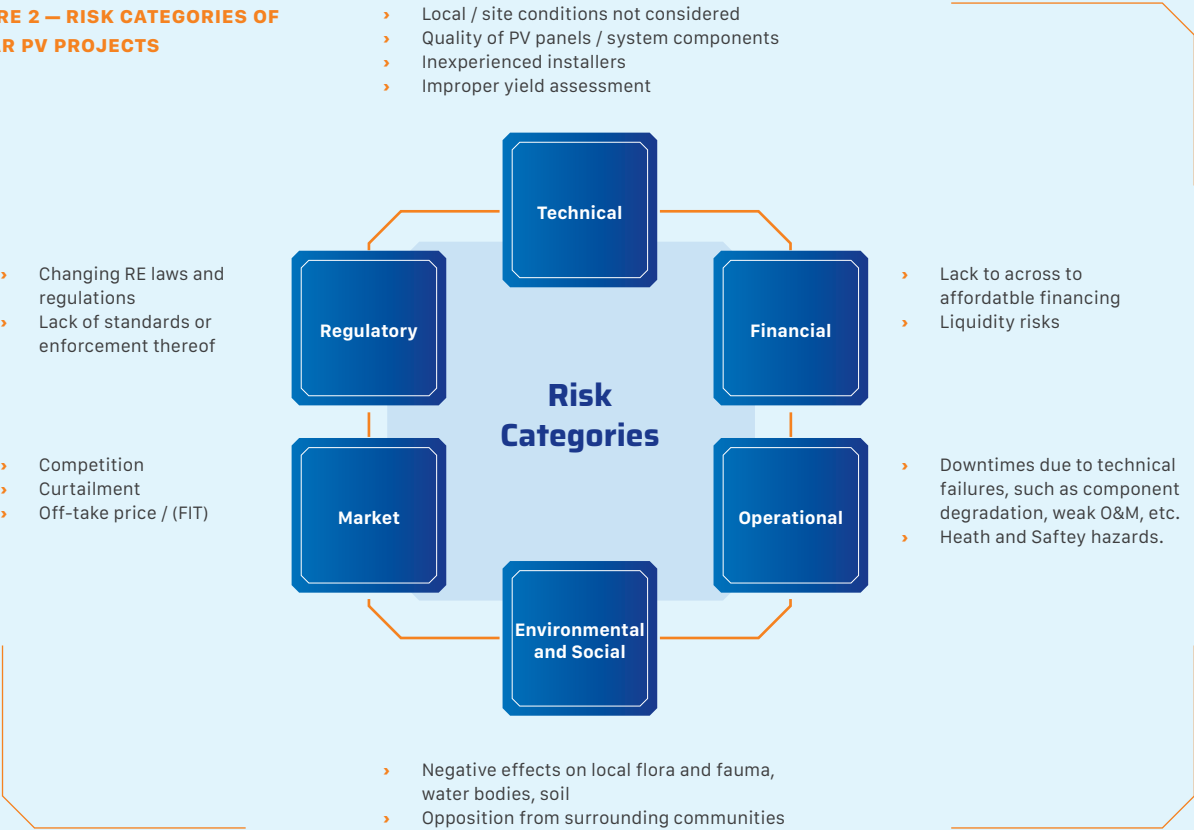 RE 2 — RISK CATEGORIES OF
R PV PROJECTS
› Local / site conditions not considered
› Quality of PV panels / system components
› Inexperienced installers
› Improper yield assessment
Technical
› Changing RE laws and
regulations
› Lack of standards or
enforcement thereof
Regulatory
Financial
› Lack to across to
affordatble financing
› Liquidity risks
Risk
Categories
› Competition
› Curtailment
› Off-take price / (FIT)
Market
Operational
› Downtimes due to technical
failures, such as component
degradation, weak O&M, etc.
› Heath and Saftey hazards.
Environmental
and Social
› Negative effects on local flora and fauma,
water bodies, soil
› Opposition from surrounding communities